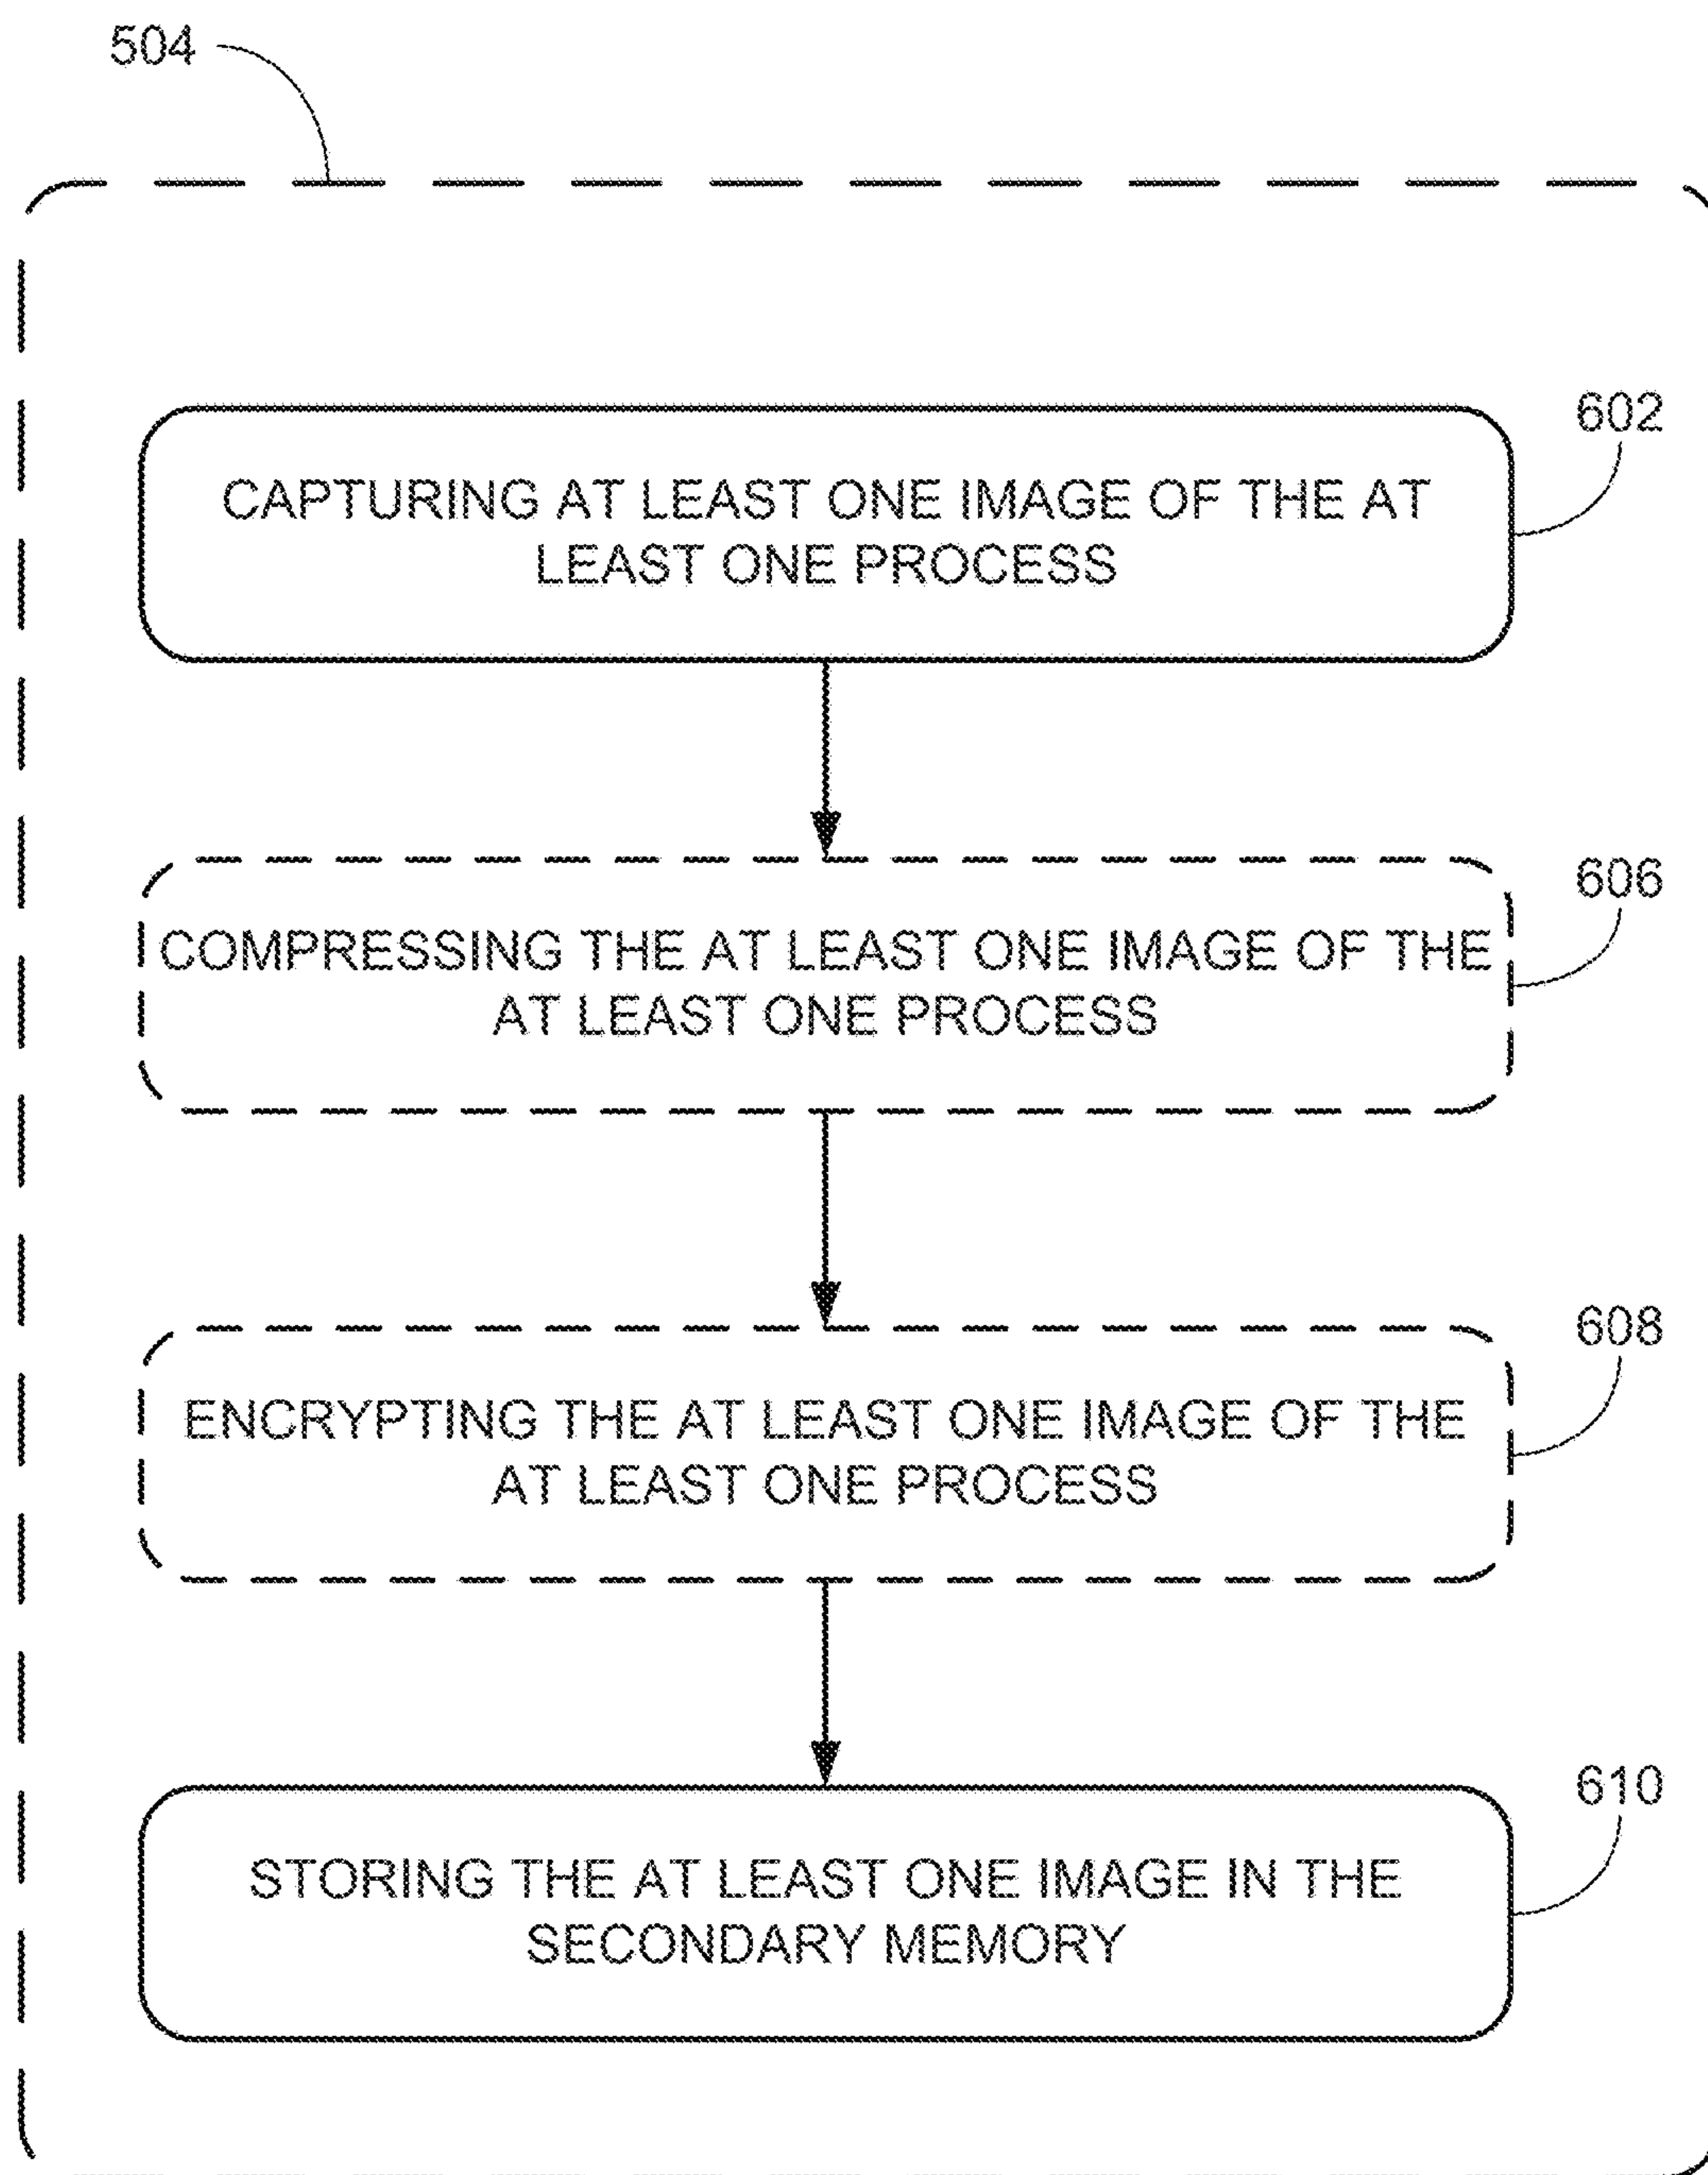 504
602
CAPTURING AT LEAST ONE IMAGE OF THE AT
LEAST ONE PROCESS
606
COMPRESSING THE AT LEAST ONE IMAGE OF THE
AT LEAST ONE PROCESS
608
ENCRYPTING THE AT LEAST ONE IMAGE OF THE
AT LEAST ONE PROCESS
610
STORING THE AT LEAST ONE IMAGE IN THE
SECONDARY MEMORY